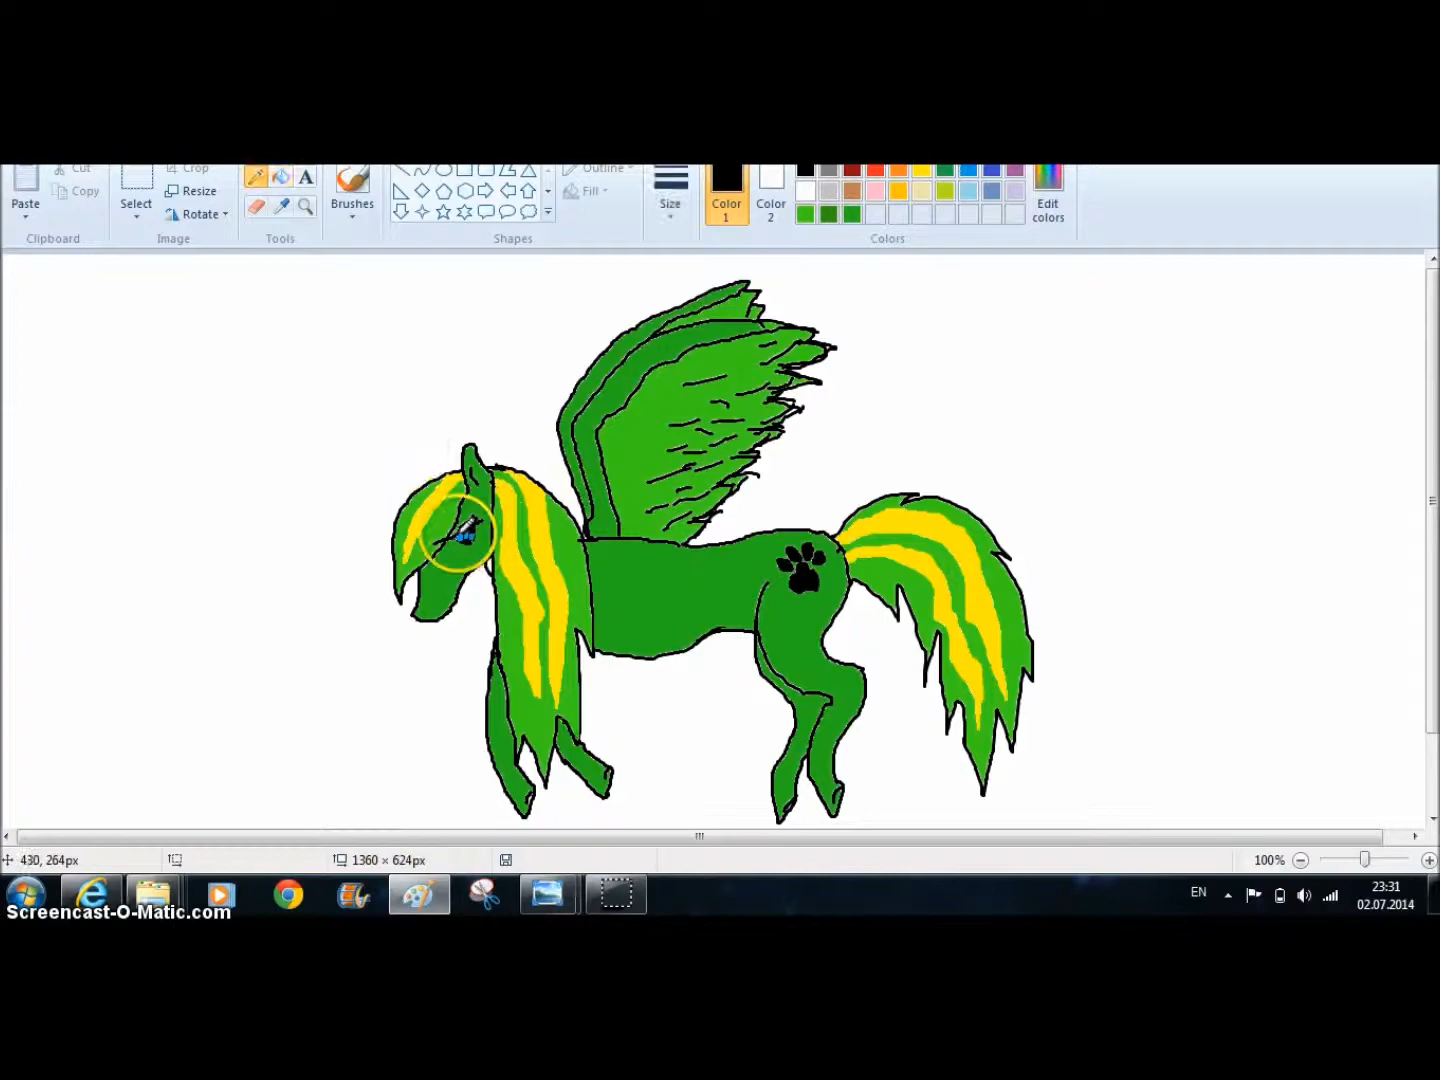 Cut
Crop
Outline
Copy
Resize
Fill
A
Paste
Select
Rotate
Brushes
Size
Color 1
Color 2
Edit colors
Clipboard
Image
Tools
Shapes
Colors
430, 264px
1360 × 624px
100%
EN
23:31
02.07.2014
Screencast-O-Matic.com